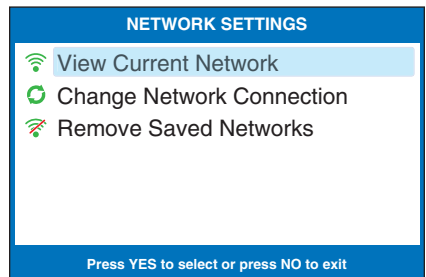 NETWORK SETTINGS
View Current Network
Change Network Connection
Remove Saved Networks
Press YES to select or press NO to exit